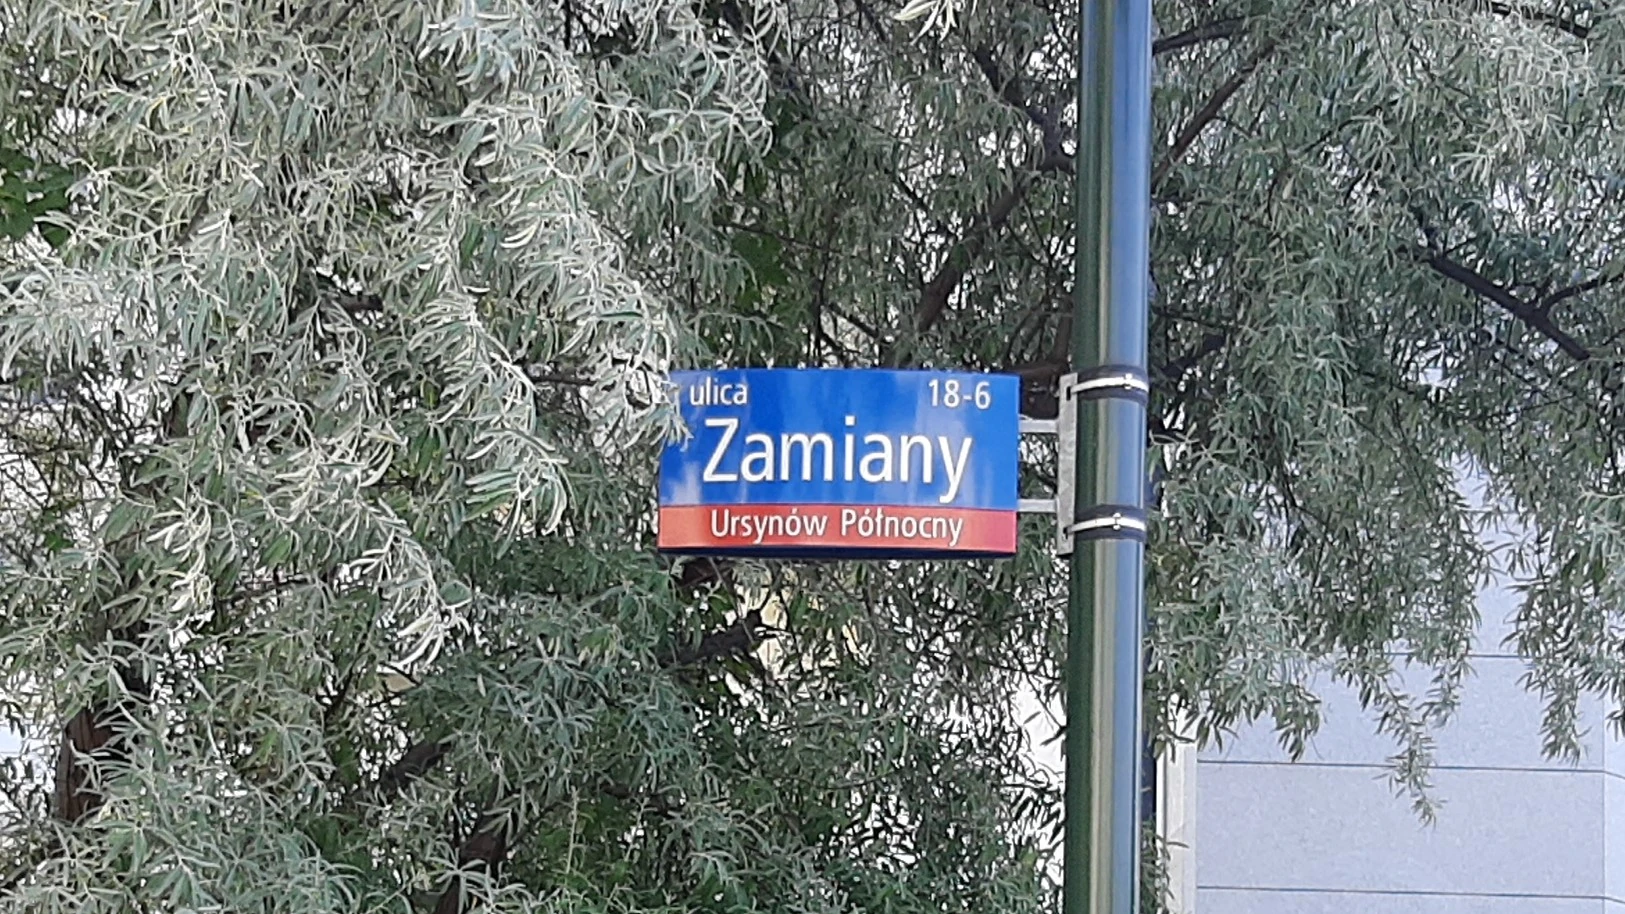 ulica 18-6
Zamiany
Ursynów Północny